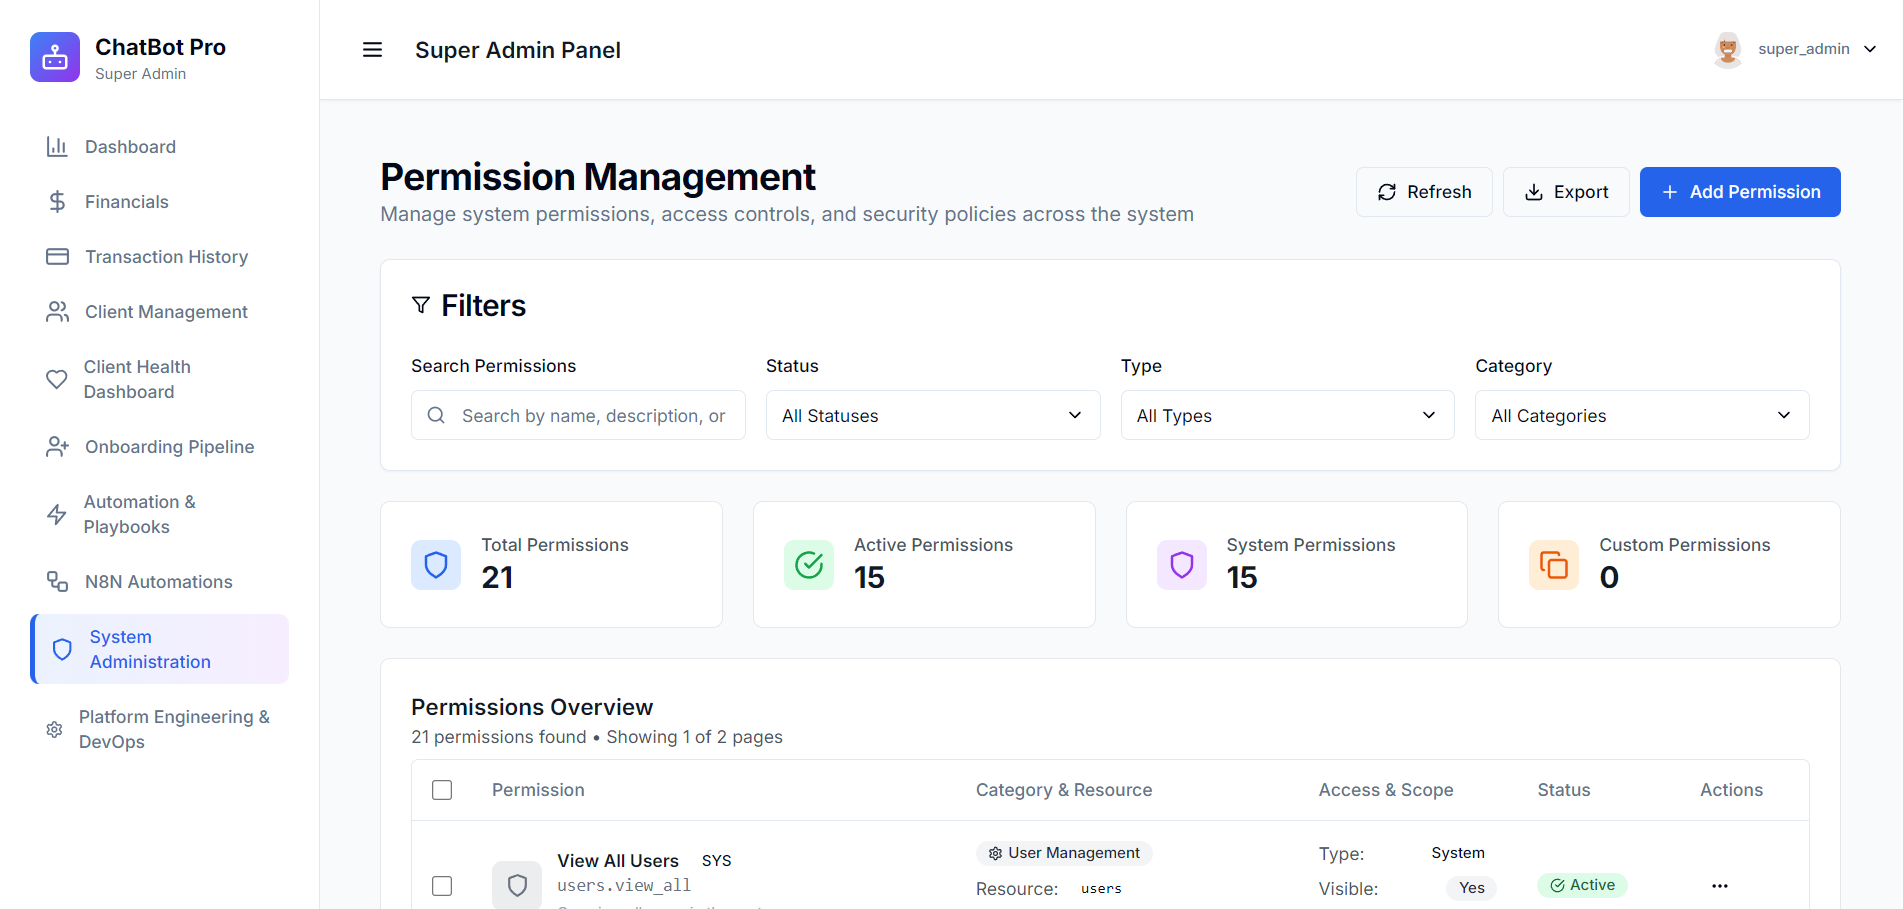 ChatBot Pro
Super Admin
Super Admin Panel
super_admin
Dashboard
Financials
Transaction History
Client Management
Client Health
Dashboard
Onboarding Pipeline
Automation &
Playbooks
N8N Automations
System
Administration
Platform Engineering &
DevOps
Permission Management
Manage system permissions, access controls, and security policies across the system
Refresh
Export
Add Permission
Filters
Search Permissions
Search by name, description, or
Status
All Statuses
Type
All Types
Category
All Categories
Total Permissions
21
Active Permissions
15
System Permissions
15
Custom Permissions
0
Permissions Overview
21 permissions found • Showing 1 of 2 pages
Permission Category & Resource Access & Scope Status Actions
View All Users SYS
users.view_all
User Management
Resource: users
Type: System
Visible: Yes
Active